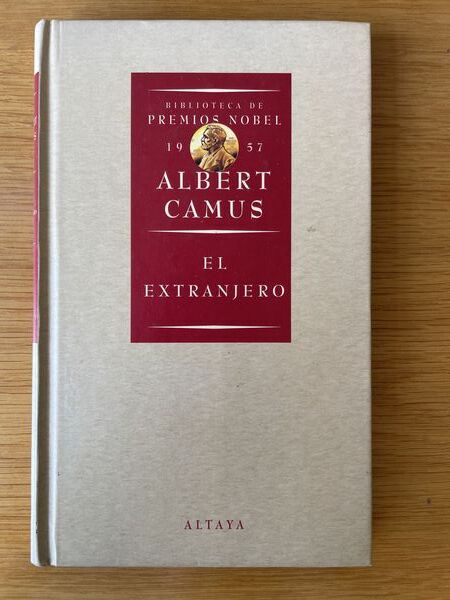 BIBLIOTECA DE
PREMIOS NOBEL
19 57
ALBERT
CAMUS
EL
EXTRANJERO
ALTAYA